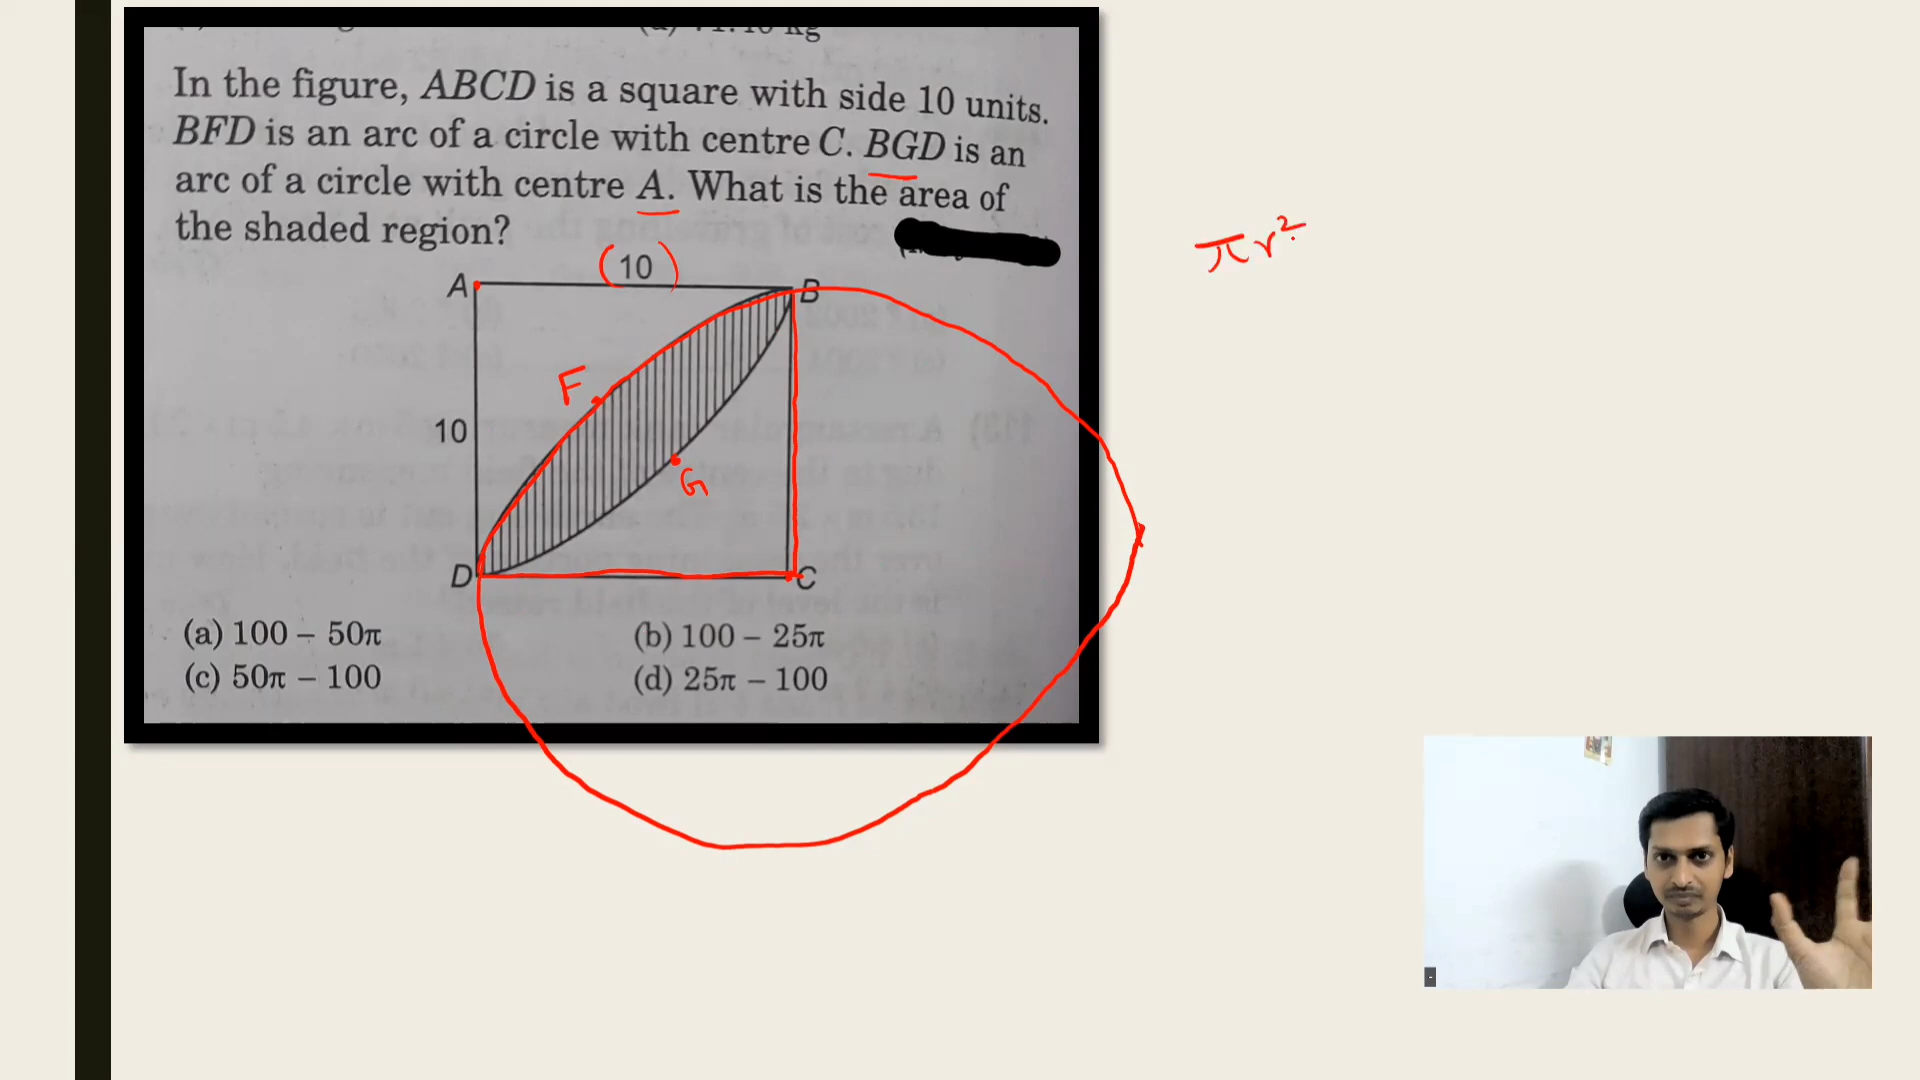 In the figure, ABCD is a square with side 10 units.
BFD is an arc of a circle with centre C. BGD is an
arc of a circle with centre A. What is the area of
the shaded region?
(10)
A
B
F
10
G
D
C
(a) 100 – 50π
(b) 100 – 25π
(c) 50π – 100
(d) 25π – 100
πr²